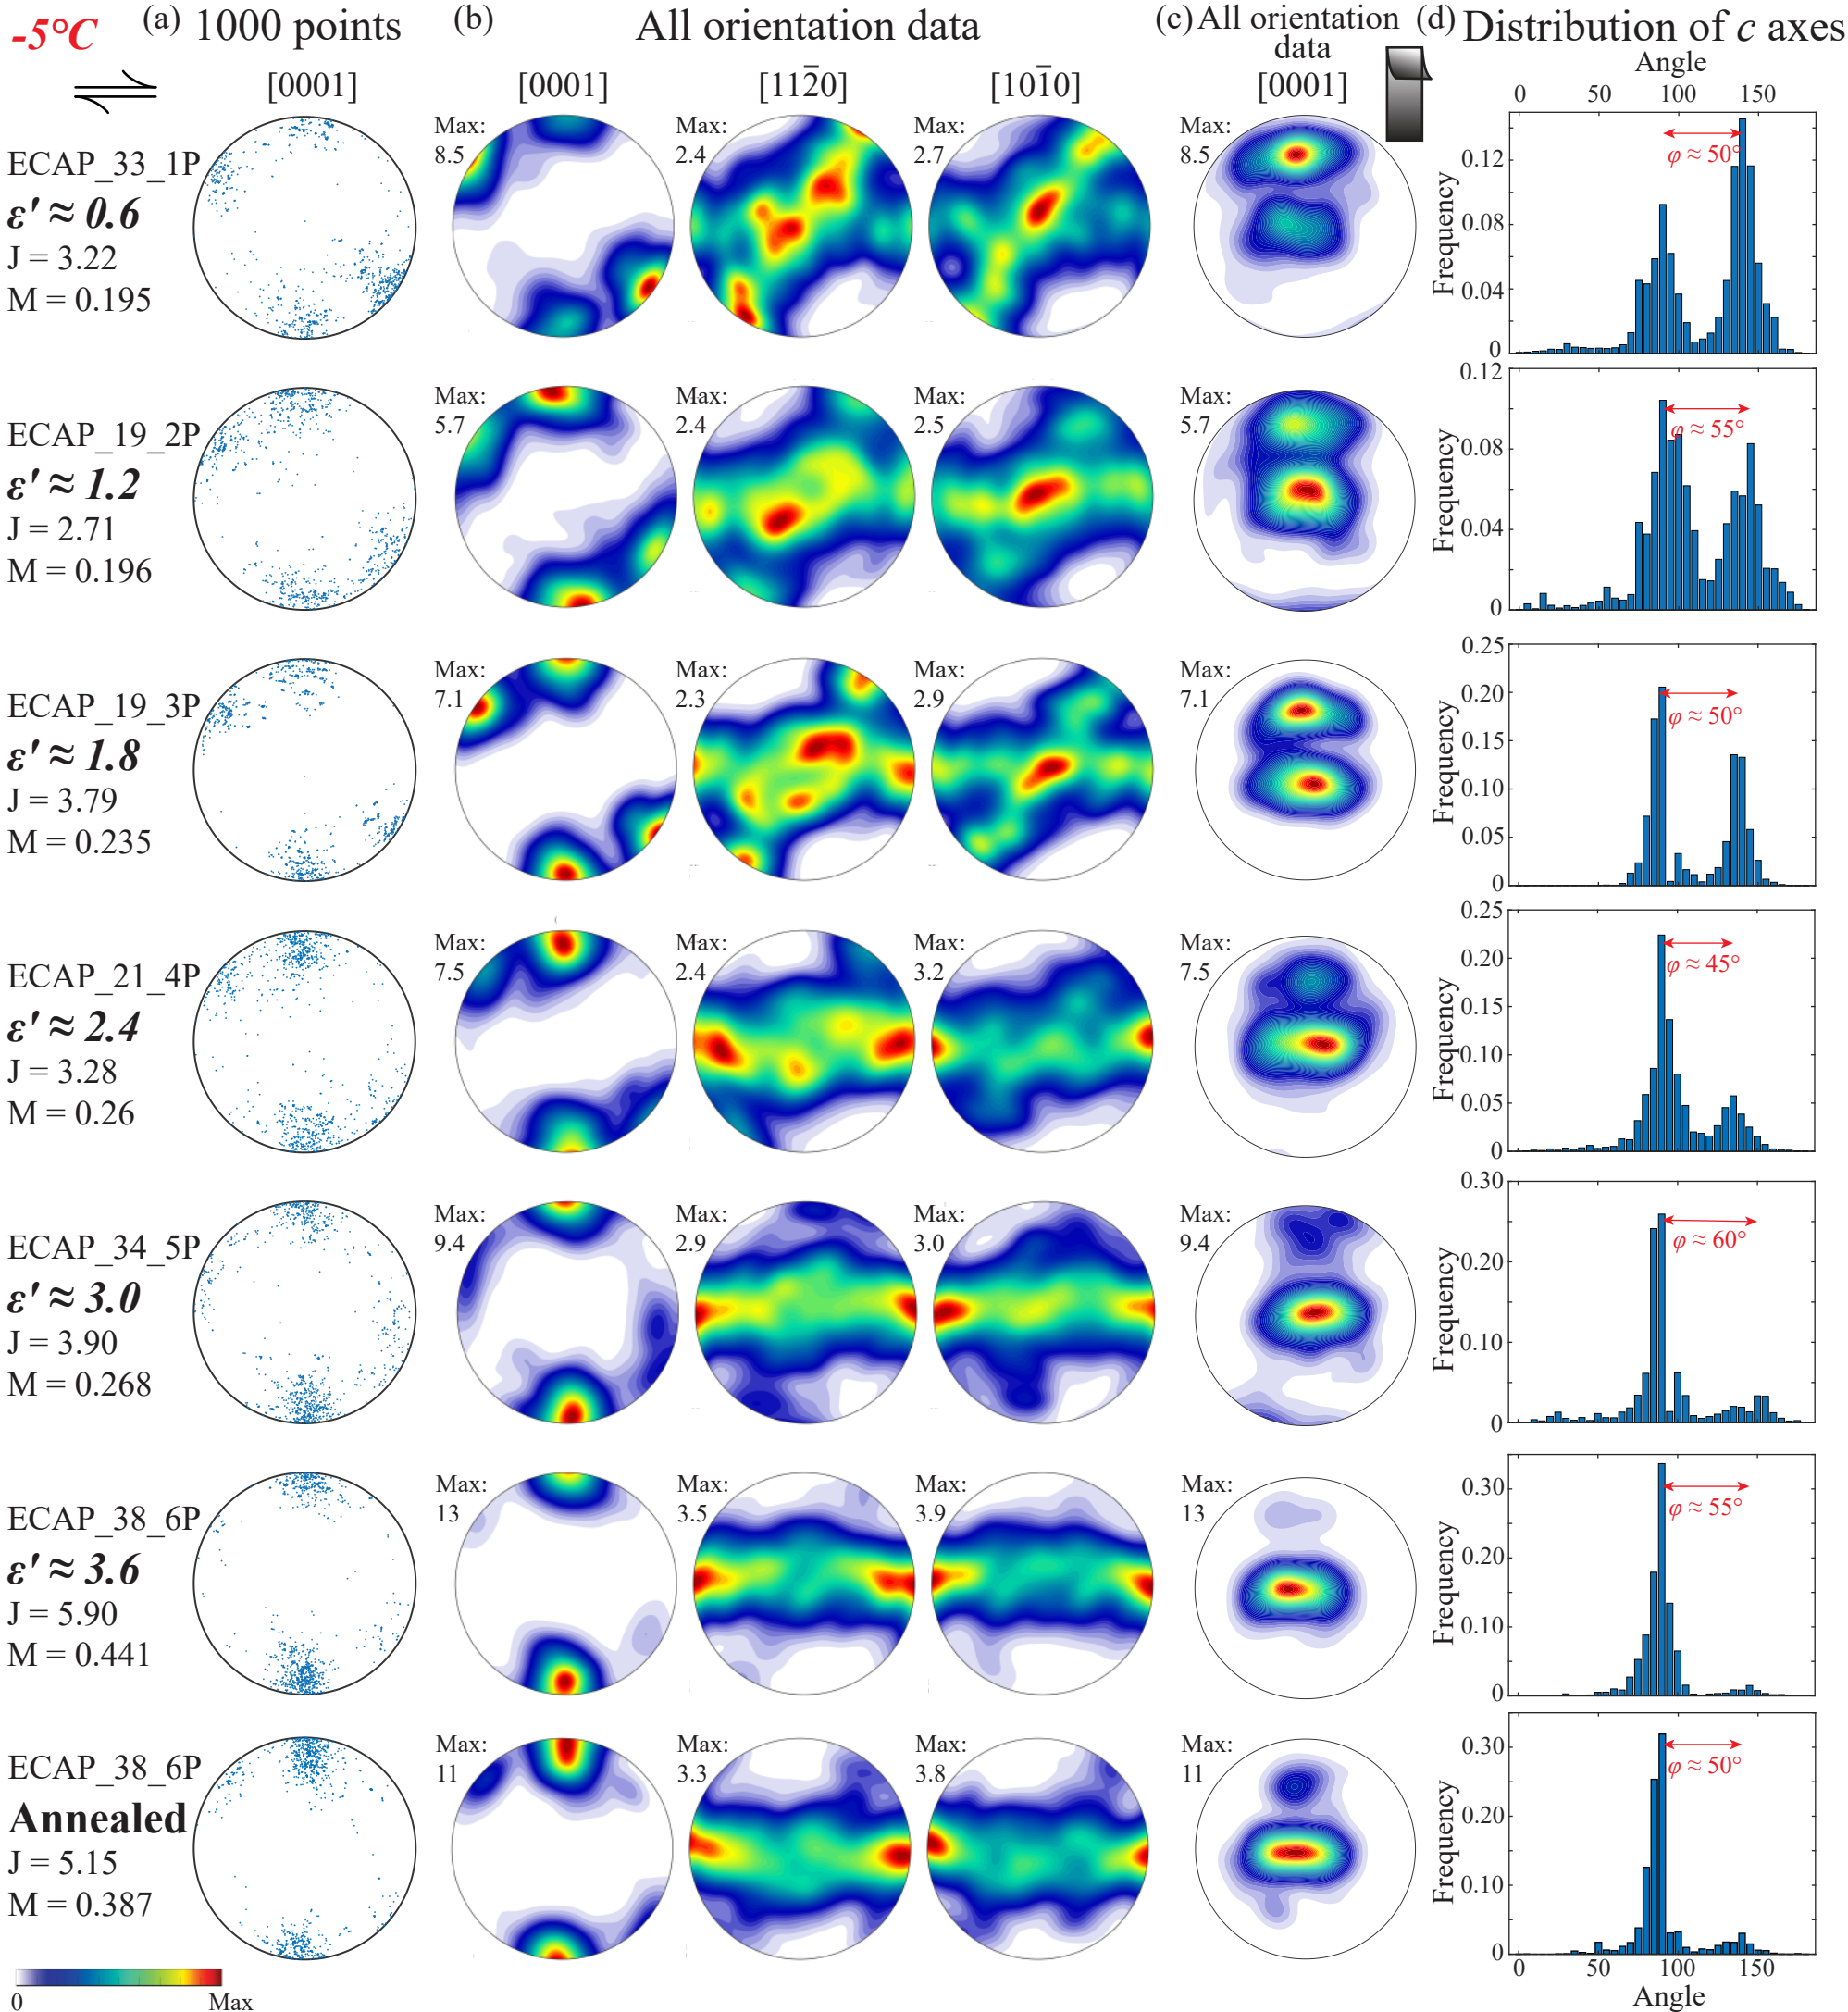 -5°C
(a) 1000 points
(b) All orientation data
(c) All orientation data
(d) Distribution of c axes
[0001]
[0001]
[112̄0]
[101̄0]
[0001]
Angle
0 50 100 150
ECAP_33_1P
ε' ≈ 0.6
J = 3.22
M = 0.195
Max:
8.5
Max:
2.4
Max:
2.7
Max:
8.5
Frequency
0.12
0.08
0.04
0
φ ≈ 50°
ECAP_19_2P
ε' ≈ 1.2
J = 2.71
M = 0.196
Max:
5.7
Max:
2.4
Max:
2.5
Max:
5.7
Frequency
0.12
0.08
0.04
0
φ ≈ 55°
ECAP_19_3P
ε' ≈ 1.8
J = 3.79
M = 0.235
Max:
7.1
Max:
2.3
Max:
2.9
Max:
7.1
Frequency
0.25
0.20
0.15
0.10
0.05
0
φ ≈ 50°
ECAP_21_4P
ε' ≈ 2.4
J = 3.28
M = 0.26
Max:
7.5
Max:
2.4
Max:
3.2
Max:
7.5
Frequency
0.25
0.20
0.15
0.10
0.05
0
φ ≈ 45°
ECAP_34_5P
ε' ≈ 3.0
J = 3.90
M = 0.268
Max:
9.4
Max:
2.9
Max:
3.0
Max:
9.4
Frequency
0.30
0.20
0.10
0
φ ≈ 60°
ECAP_38_6P
ε' ≈ 3.6
J = 5.90
M = 0.441
Max:
13
Max:
3.5
Max:
3.9
Max:
13
Frequency
0.30
0.20
0.10
0
φ ≈ 55°
ECAP_38_6P
Annealed
J = 5.15
M = 0.387
Max:
11
Max:
3.3
Max:
3.8
Max:
11
Frequency
0.30
0.20
0.10
0
φ ≈ 50°
0 50 100 150
Angle
0 Max